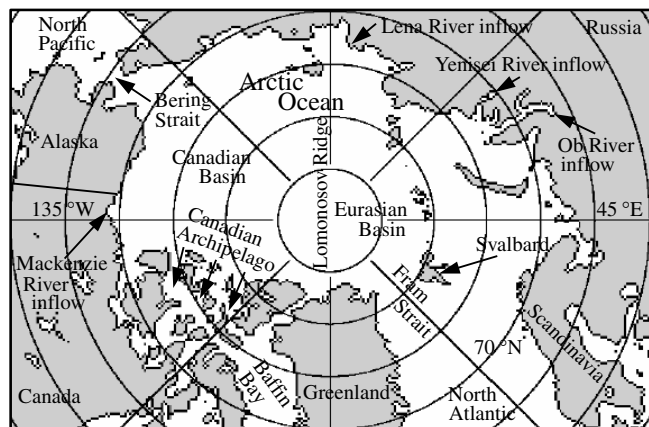 North
Pacific
Lena River inflow
Russia
Yenisei River inflow
Arctic
Ocean
Bering
Strait
Alaska
Ob River
inflow
Canadian
Basin
Lomonosov Ridge
135 °W
Eurasian
Basin
45 °E
Canadian
Archipelago
Svalbard
Mackenzie
River
inflow
Fram
Strait
Scandinavia
70 °N
Canada
Baffin
Bay
Greenland
North
Atlantic